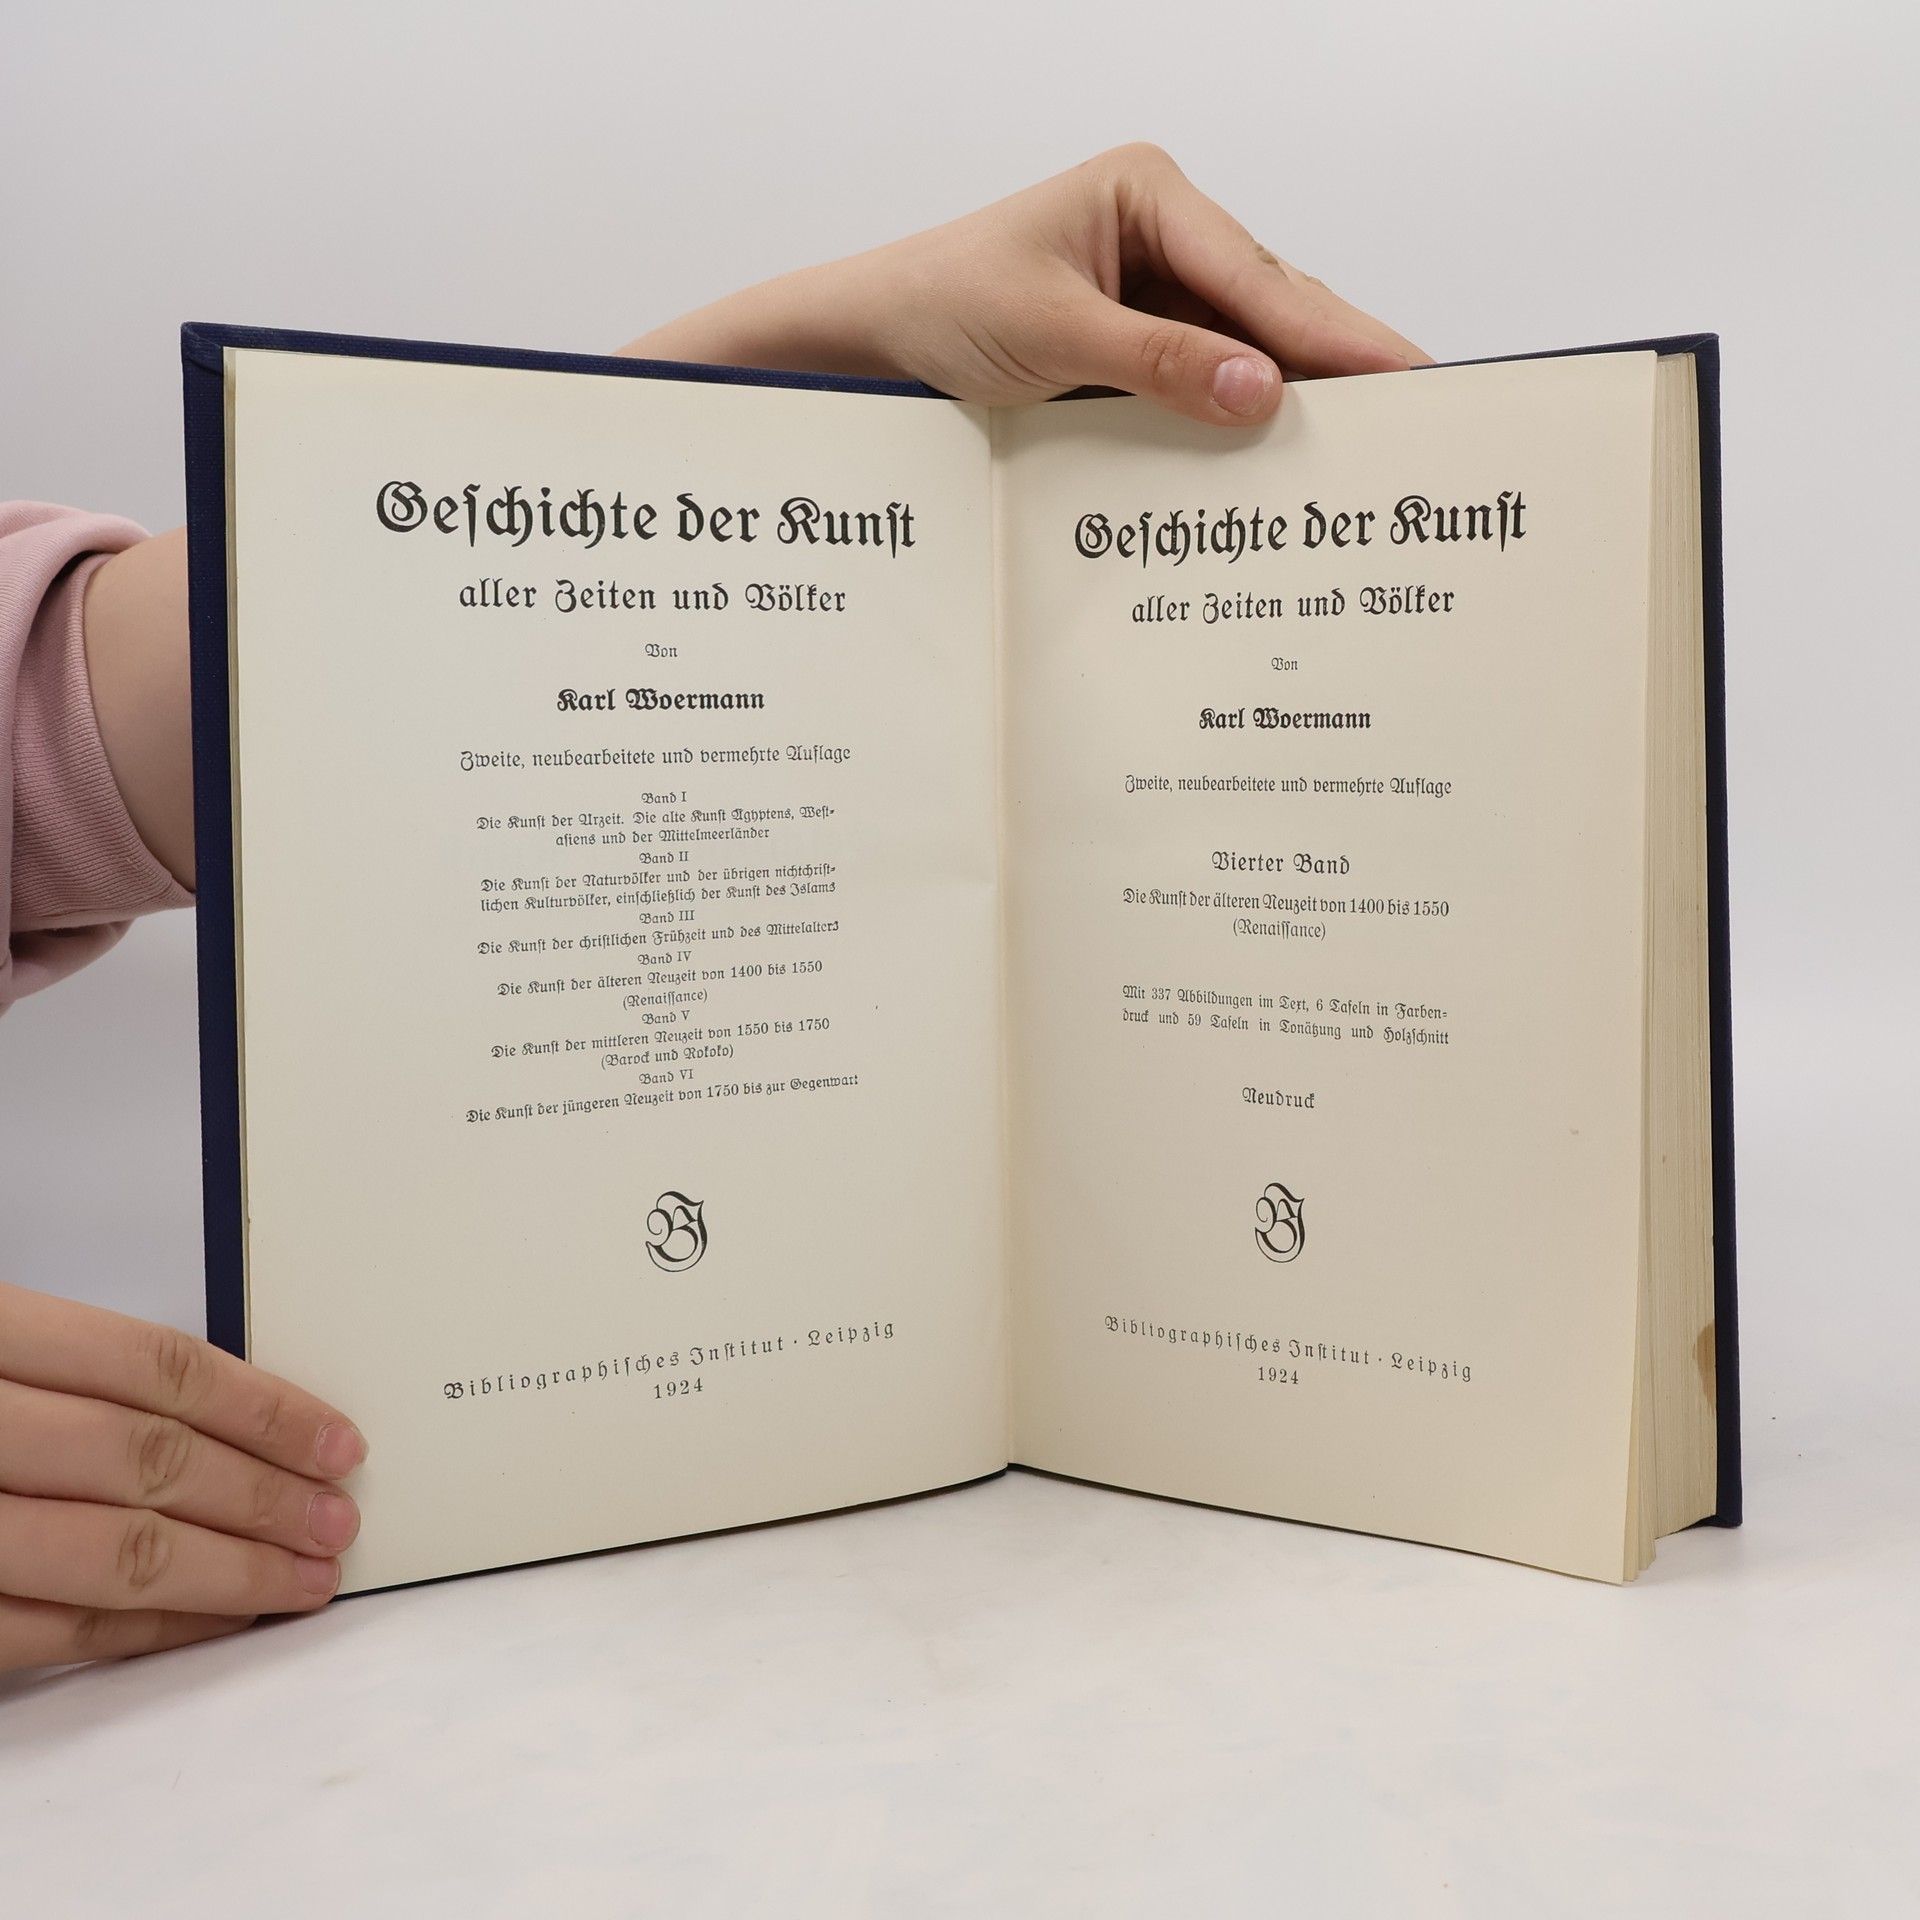 Geschichte der Kunst
aller Zeiten und Völker
Von
Karl Woermann
Zweite, neubearbeitete und vermehrte Auflage
Band I
Die Kunst der Urzeit. Die alte Kunst Ägyptens, West-
asiens und der Mittelmeerländer
Band II
Die Kunst der Naturvölker und der übrigen nichtchrist-
lichen Kulturvölker, einschließlich der Kunst des Islams
Band III
Die Kunst der christlichen Frühzeit und des Mittelalters
Band IV
Die Kunst der älteren Neuzeit von 1400 bis 1550
(Renaissance)
Band V
Die Kunst der mittleren Neuzeit von 1550 bis 1750
(Barock und Rokoko)
Band VI
Die Kunst der jüngeren Neuzeit von 1750 bis zur Gegenwart
BI
Bibliographisches Institut · Leipzig
1924
Geschichte der Kunst
aller Zeiten und Völker
Von
Karl Woermann
Zweite, neubearbeitete und vermehrte Auflage
Vierter Band
Die Kunst der älteren Neuzeit von 1400 bis 1550
(Renaissance)
Mit 337 Abbildungen im Text, 6 Tafeln in Farben-
druck und 59 Tafeln in Tonätzung und Holzschnitt
Neudruck
BI
Bibliographisches Institut · Leipzig
1924